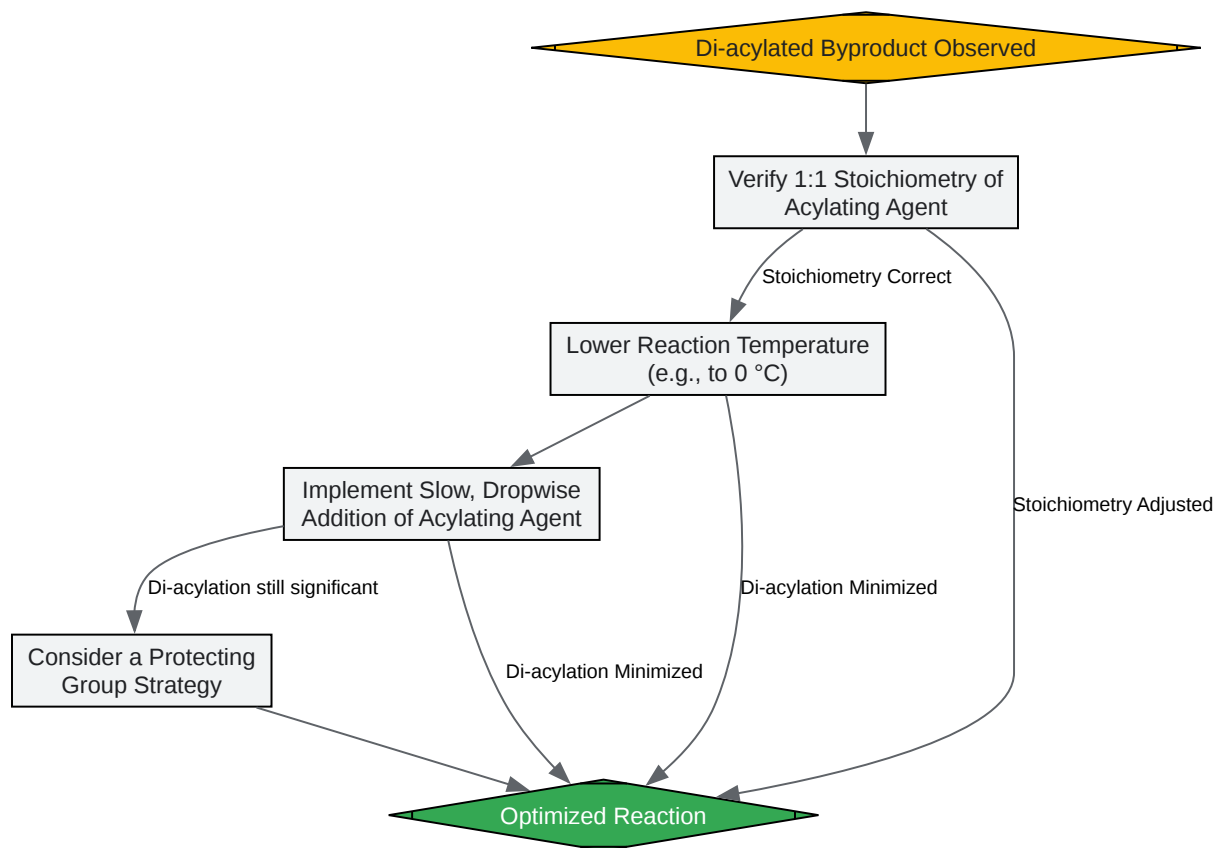 Di-acylated Byproduct Observed
Verify 1:1 Stoichiometry of
Acylating Agent
Stoichiometry Correct
Lower Reaction Temperature
(e.g., to 0 °C)
Implement Slow, Dropwise
Addition of Acylating Agent
Stoichiometry Adjusted
Di-acylation still significant
Di-acylation Minimized
Consider a Protecting
Group Strategy
Di-acylation Minimized
Optimized Reaction